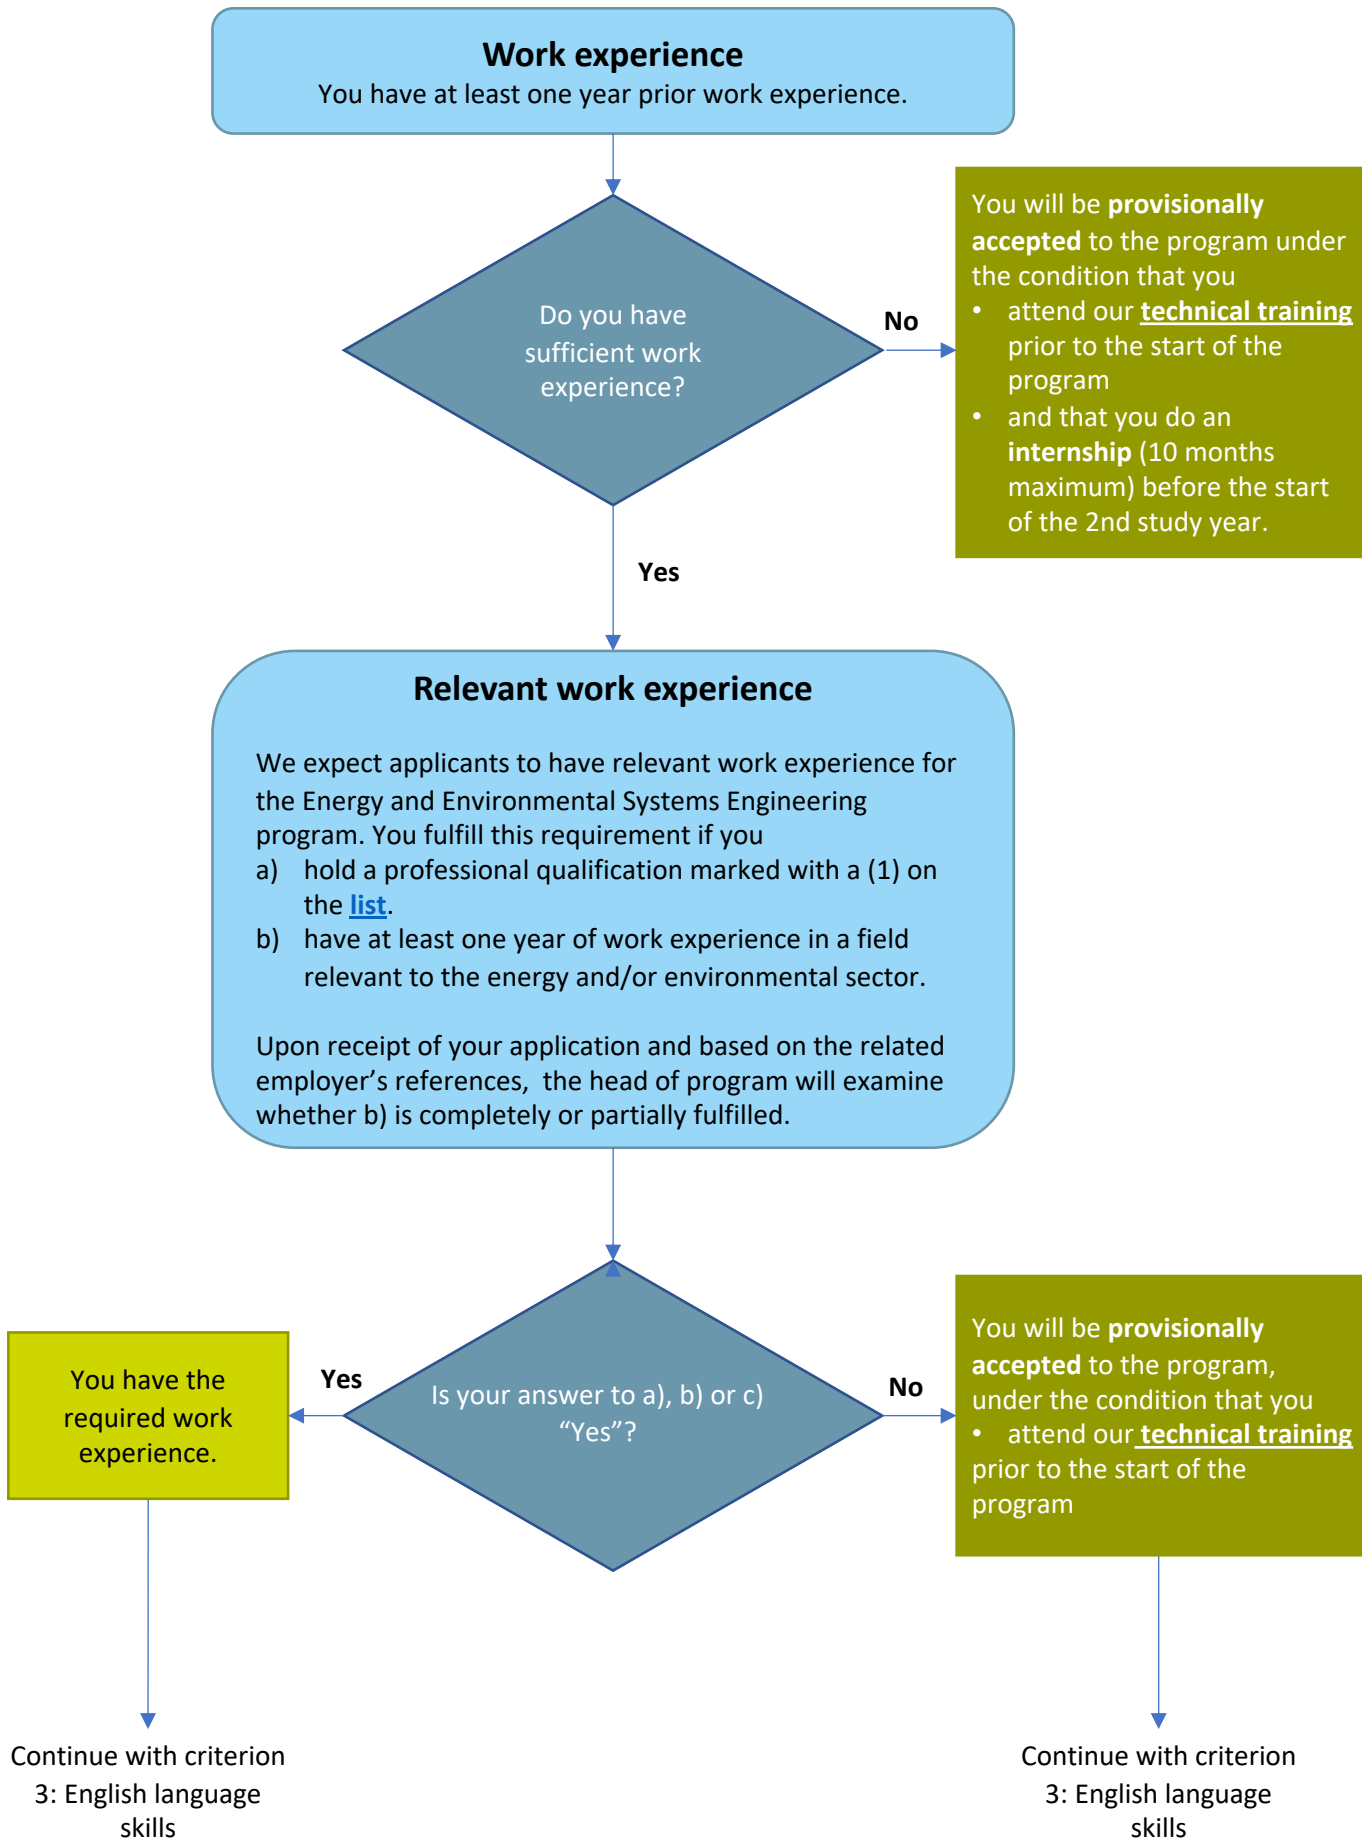 Work experience
You have at least one year prior work experience.
Do you have
sufficient work
experience?
No
You will be provisionally
accepted to the program under
the condition that you
• attend our technical training
prior to the start of the
program
• and that you do an
internship (10 months
maximum) before the start
of the 2nd study year.
Yes
Relevant work experience
We expect applicants to have relevant work experience for
the Energy and Environmental Systems Engineering
program. You fulfill this requirement if you
a) hold a professional qualification marked with a (1) on
the list.
b) have at least one year of work experience in a field
relevant to the energy and/or environmental sector.
Upon receipt of your application and based on the related
employer’s references, the head of program will examine
whether b) is completely or partially fulfilled.
You have the
required work
experience.
Yes
Is your answer to a), b) or c)
“Yes”?
No
You will be provisionally
accepted to the program,
under the condition that you
• attend our technical training
prior to the start of the
program
Continue with criterion
3: English language
skills
Continue with criterion
3: English language
skills